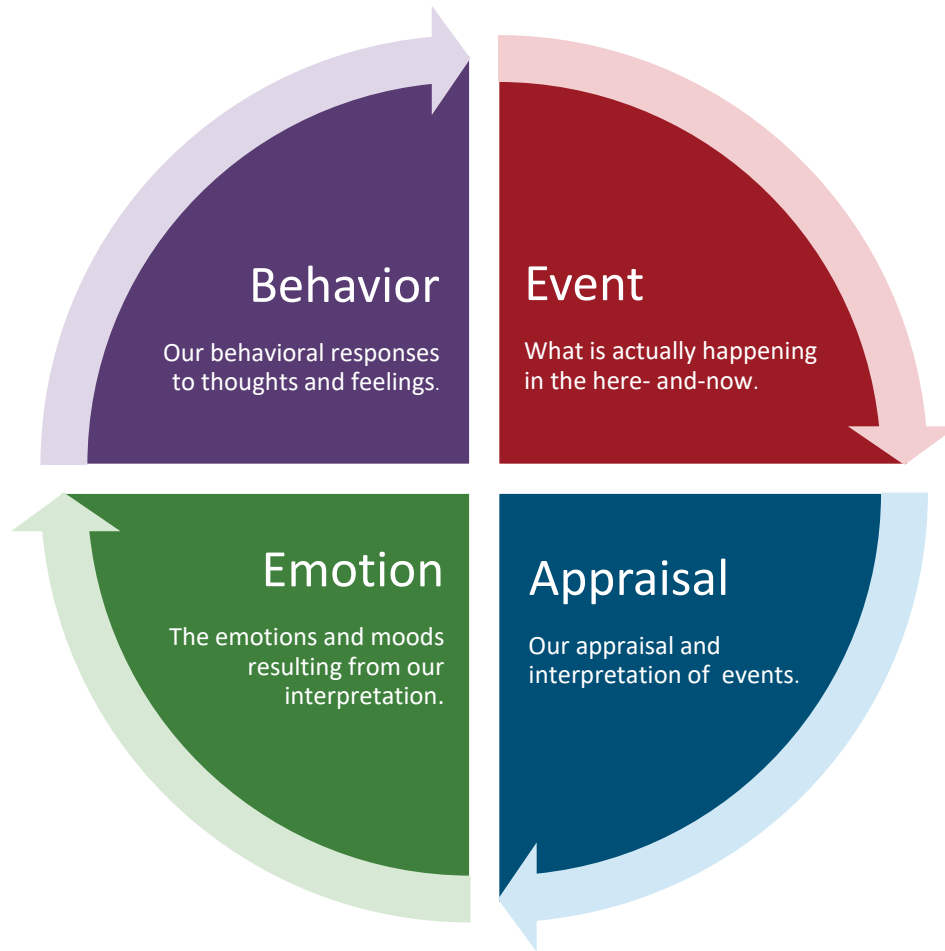 Behavior
Our behavioral responses
to thoughts and feelings.
Event
What is actually happening
in the here- and-now.
Emotion
The emotions and moods
resulting from our
interpretation.
Appraisal
Our appraisal and
interpretation of  events.